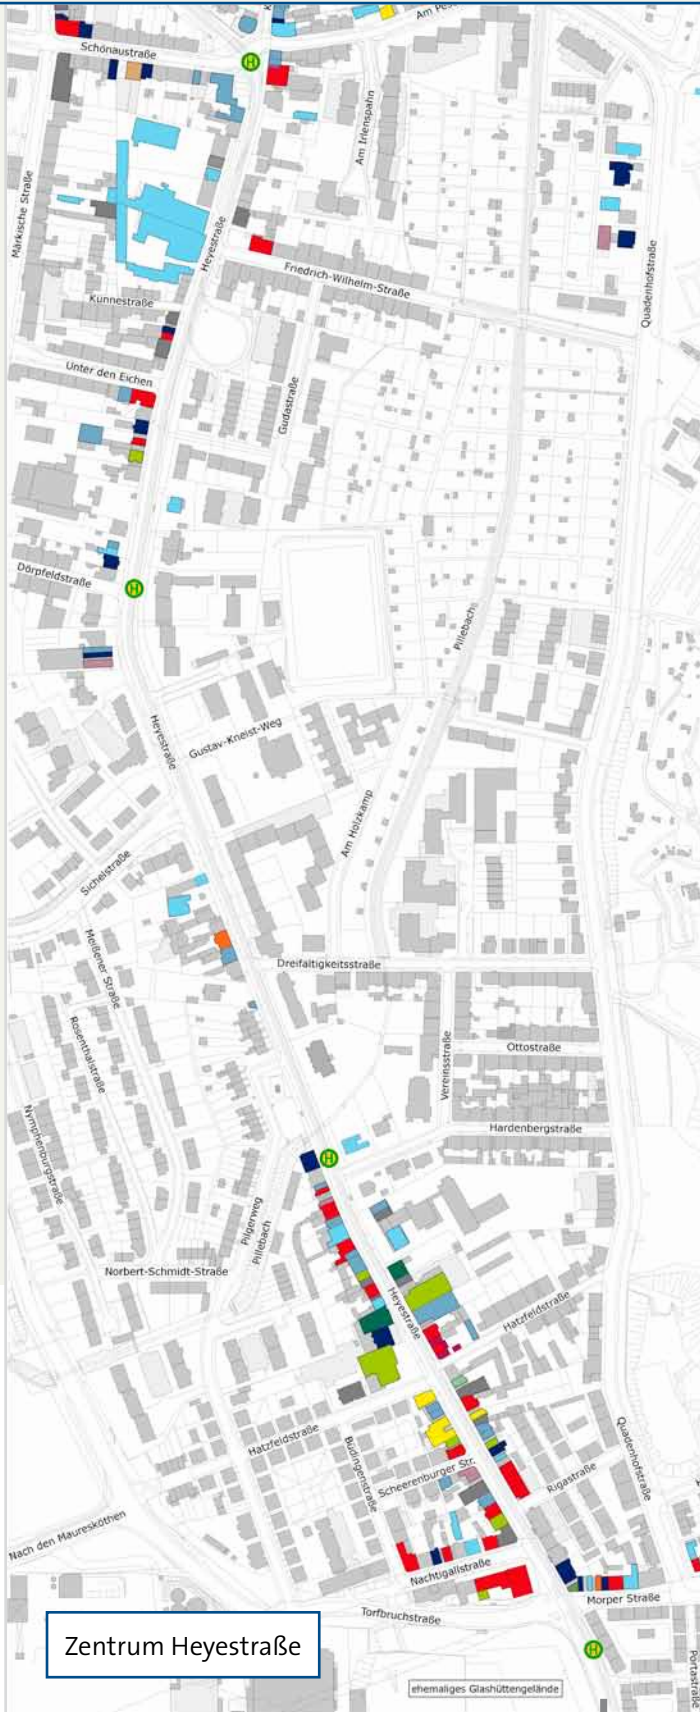 Schönaustraße
H
Am Irlenspahn
Märkische Straße
Heyestraße
Quadenhofstraße
Friedrich-Wilhelm-Straße
Kunnestraße
Unter den Eichen
Gudastraße
Dörpfeldstraße
H
Pillebach
Heyestraße
Gustav-Kneist-Weg
Am Holzkamp
Sichelstraße
Meißener Straße
Dreifaltigkeitsstraße
Rosenthalstraße
Ottostraße
Vereinsstraße
Nymphenburgstraße
Hardenbergstraße
H
Pilgerweg
Pillebach
Norbert-Schmidt-Straße
Heyestraße
Hatzfeldstraße
Hatzfeldstraße
Büdingenstraße
Quadenhofstraße
Scheerenburger Str.
Rigastraße
Nach den Mauresköthen
Nachtigallstraße
Morper Straße
Torfbruchstraße
Zentrum Heyestraße
H
Portastraße
ehemaliges Glashüttengelände